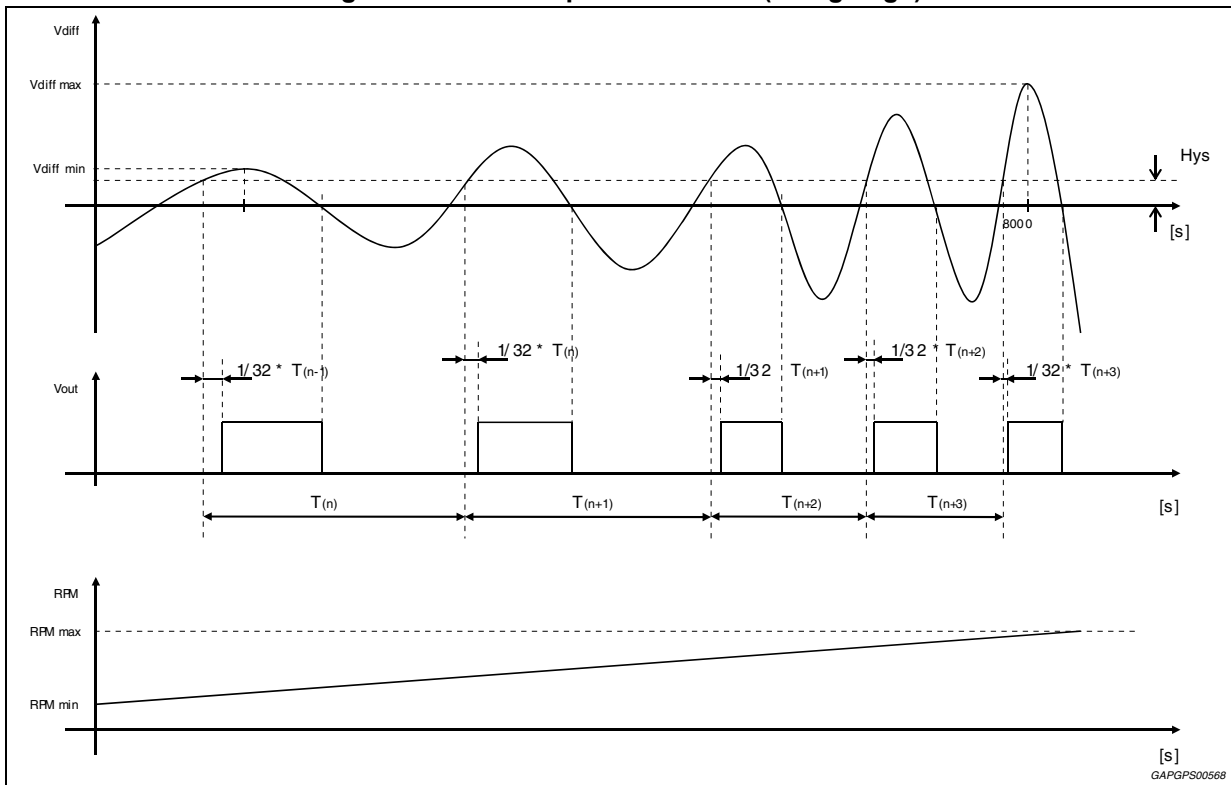 Vdiff
Vdiff max
Vdiff min
Hys
8000
[s]
1/32 * T(n-1)
1/32 * T(n)
1/32 T(n+1)
1/32 * T(n+2)
1/32 * T(n+3)
Vout
T(n)
T(n+1)
T(n+2)
T(n+3)
[s]
RPM
RPM max
RPM min
[s]
GAPGPS00568